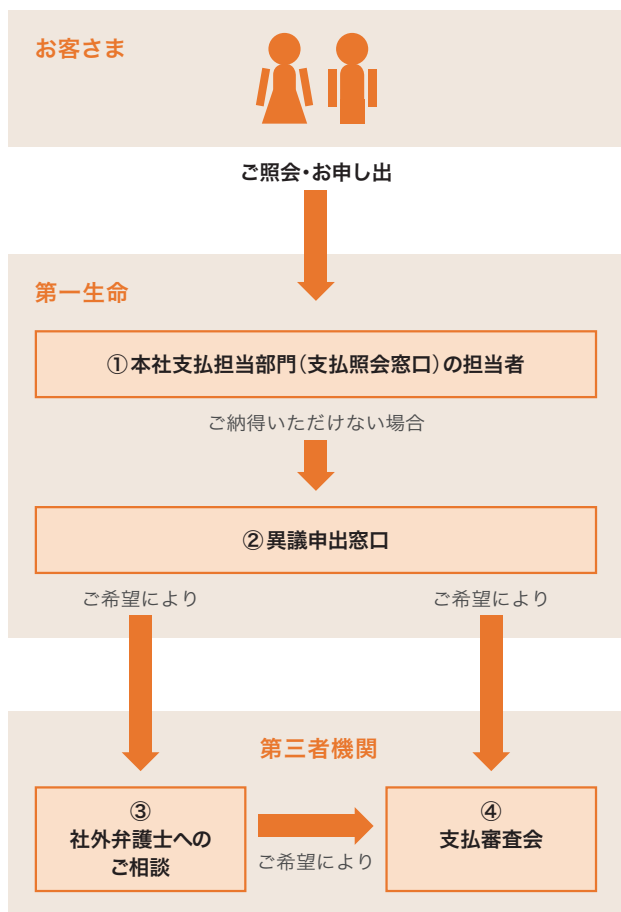 お客さま
ご照会・お申し出
第一生命
①本社支払担当部門（支払照会窓口）の担当者
ご納得いただけない場合
②異議申出窓口
ご希望により
ご希望により
第三者機関
③
社外弁護士への
ご相談
ご希望により
④
支払審査会